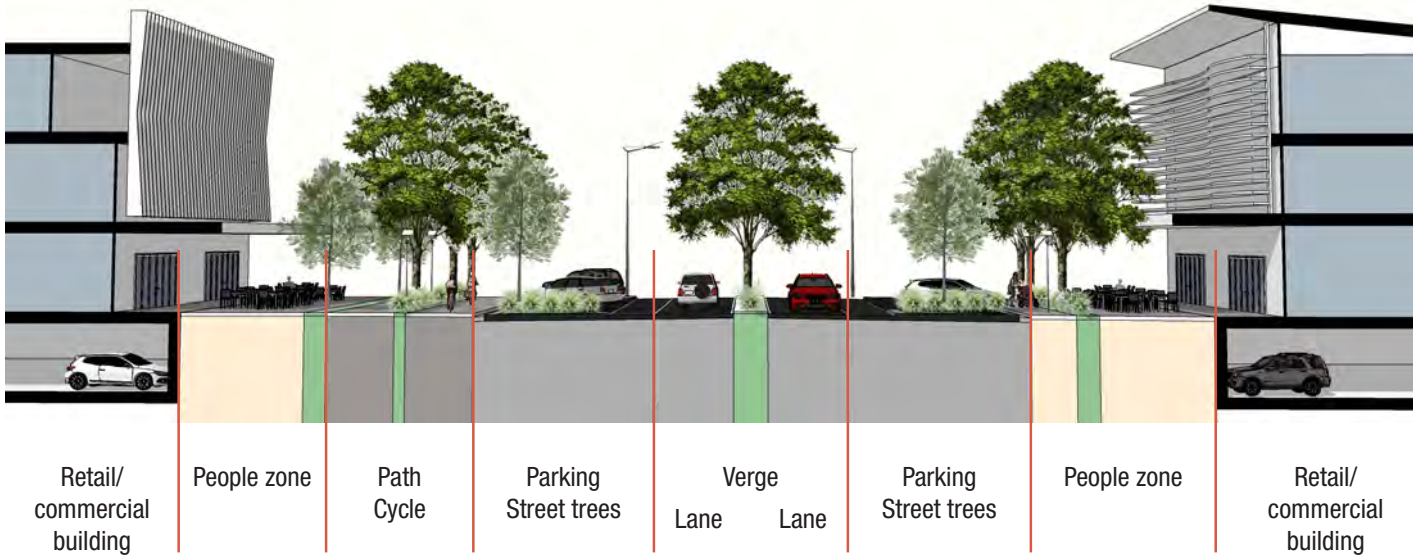 Retail/
commercial
building
People zone
Path
Cycle
Parking
Street trees
Verge
Lane Lane
Parking
Street trees
People zone
Retail/
commercial
building